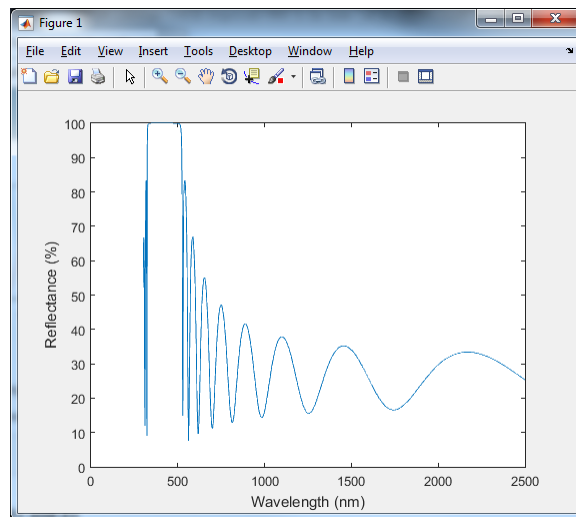 Figure 1
File Edit View Insert Tools Desktop Window Help
100
90
80
70
60
50
40
30
20
10
0
Reflectance (%)
0 500 1000 1500 2000 2500
Wavelength (nm)